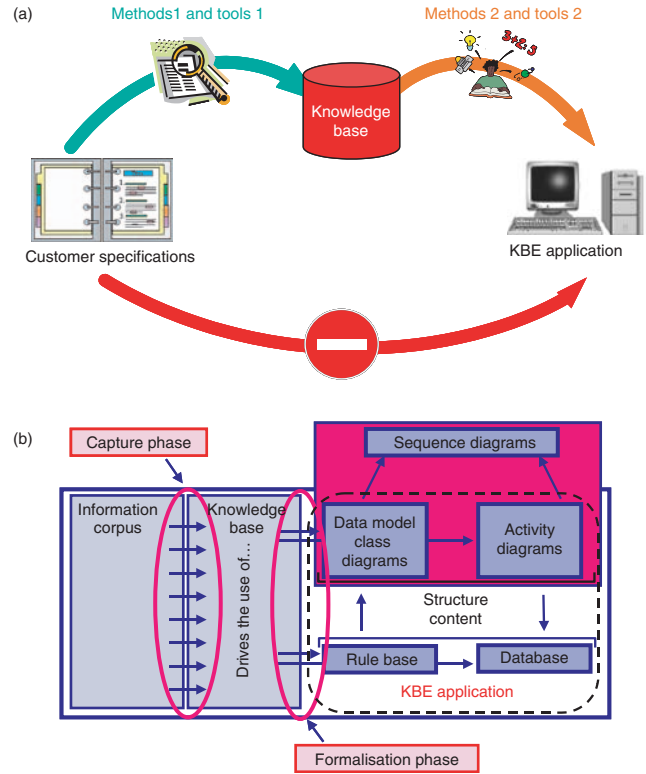 (a)
Methods1 and tools 1
Methods 2 and tools 2
3+2=
Knowledge
base
Customer specifications
KBE application
(b)
Capture phase
Sequence diagrams
Information
corpus
Knowledge
base
Drives the use of…
Data model
class
diagrams
Activity
diagrams
Structure
content
Rule base
Database
KBE application
Formalisation phase